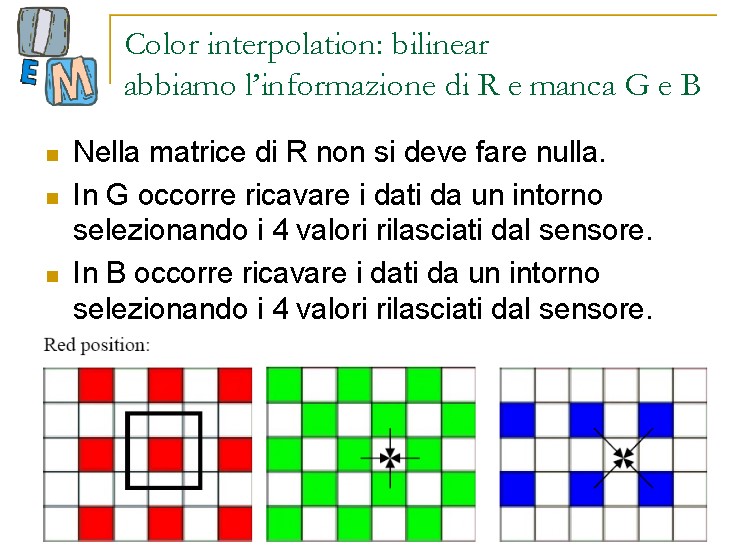 I
E M
Color interpolation: bilinear
abbiamo l’informazione di R e manca G e B
Nella matrice di R non si deve fare nulla.
In G occorre ricavare i dati da un intorno
selezionando i 4 valori rilasciati dal sensore.
In B occorre ricavare i dati da un intorno
selezionando i 4 valori rilasciati dal sensore.
Red position: